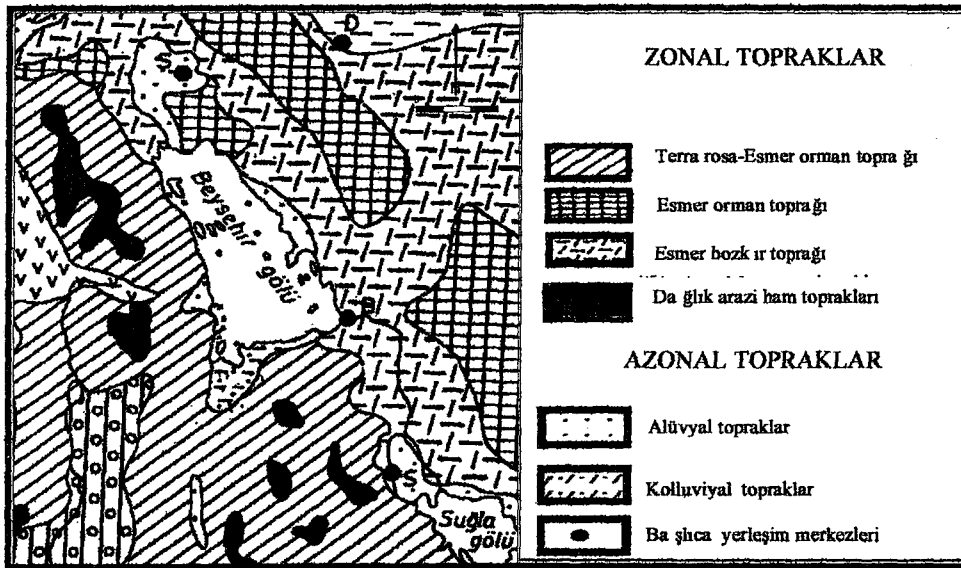 D
S
Beyşehir
gölü
B
S
Suğla
gölü
ZONAL TOPRAKLAR
Terra rosa-Esmer orman topra ğı
Esmer orman toprağı
Esmer bozk ır toprağı
Da ğlık arazi ham toprakları
AZONAL TOPRAKLAR
Alüvyal topraklar
Kolluviyal topraklar
Ba şlıca yerleşim merkezleri